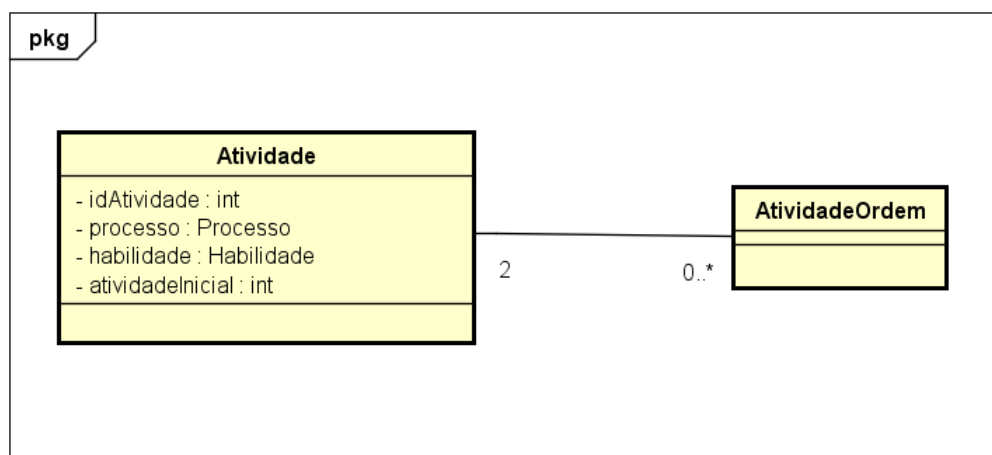 pkg
Atividade
- idAtividade : int
- processo : Processo
- habilidade : Habilidade
- atividadeInicial : int
AtividadeOrdem
2
0..*